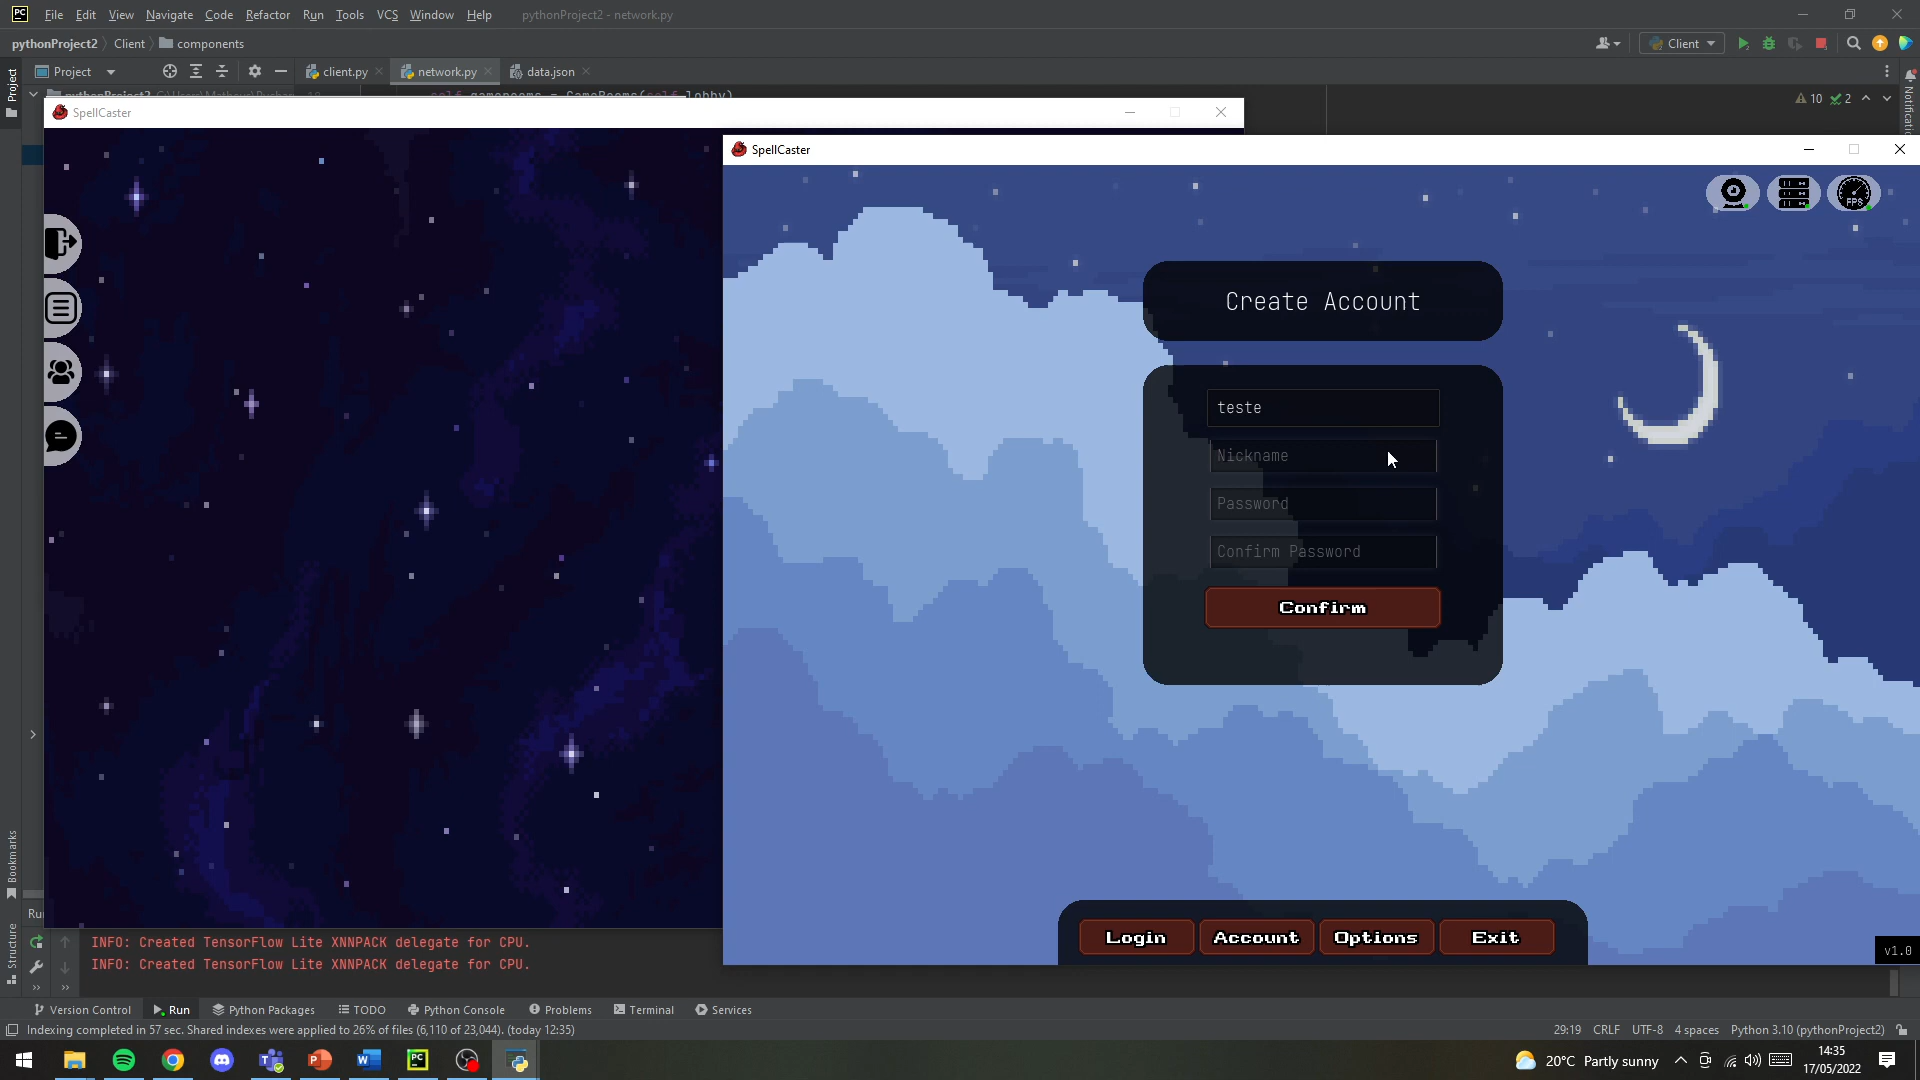 PC File Edit View Navigate Code Refactor Run Tools VCS Window Help pythonProject2 - network.py
pythonProject2 Client components Client
Project Project client.py network.py data.json
10 2
SpellCaster
SpellCaster
FPS
Create Account
teste
Nickname
Password
Confirm Password
Confirm
Login Account Options Exit
v1.0
Bookmarks
Structure
INFO: Created TensorFlow Lite XNNPACK delegate for CPU.
INFO: Created TensorFlow Lite XNNPACK delegate for CPU.
Version Control Run Python Packages TODO Python Console Problems Terminal Services
Indexing completed in 57 sec. Shared indexes were applied to 26% of files (6,110 of 23,044). (today 12:35) 29:19 CRLF UTF-8 4 spaces Python 3.10 (pythonProject2)
20°C Partly sunny 14:35
17/05/2022